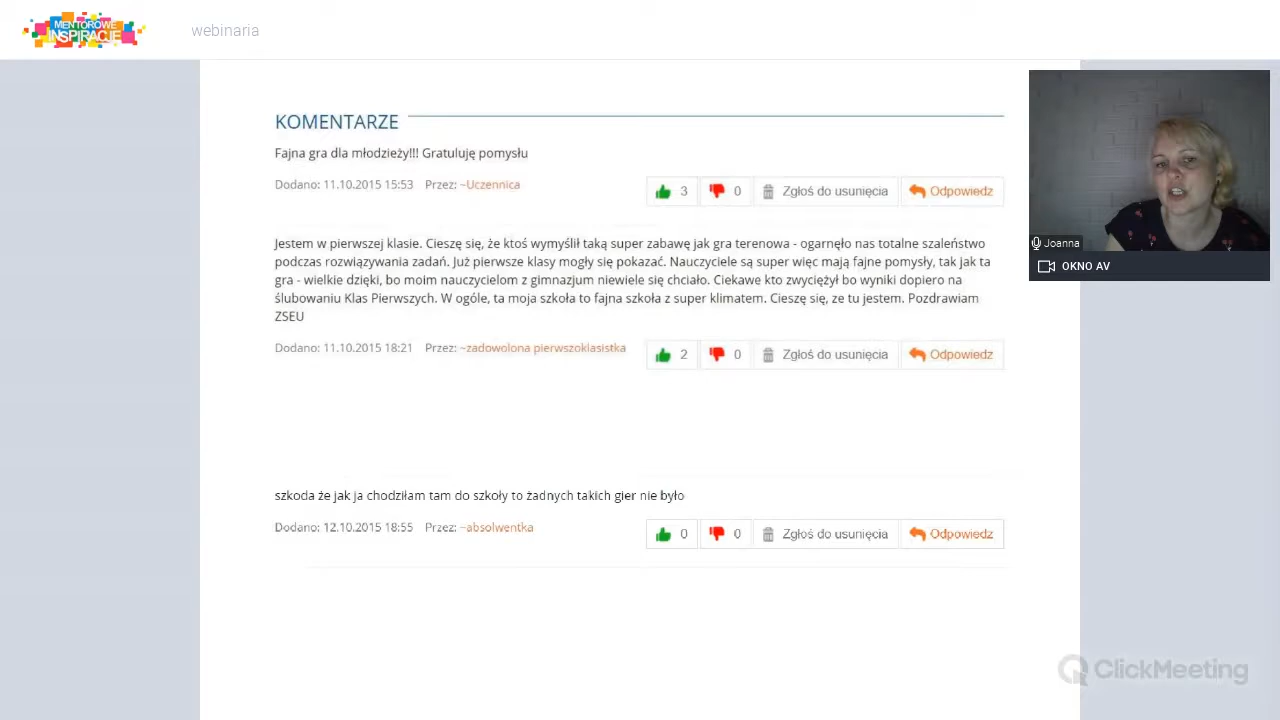 MENTOROWE
INSPIRACJE
webinaria
KOMENTARZE
Fajna gra dla młodzieży!!! Gratuluję pomysłu
Dodano: 11.10.2015 15:53 Przez: ~Uczennica
3 0 Zgłoś do usunięcia Odpowiedz
Jestem w pierwszej klasie. Cieszę się, że ktoś wymyślił taką super zabawę jak gra terenowa - ogarnęło nas totalne szaleństwo
podczas rozwiązywania zadań. Już pierwsze klasy mogły się pokazać. Nauczyciele są super więc mają fajne pomysły, tak jak ta
gra - wielkie dzięki, bo moim nauczycielom z gimnazjum niewiele się chciało. Ciekawe kto zwyciężył bo wyniki dopiero na
ślubowaniu Klas Pierwszych. W ogóle, ta moja szkoła to fajna szkoła z super klimatem. Cieszę się, ze tu jestem. Pozdrawiam
ZSEU
Dodano: 11.10.2015 18:21 Przez: ~zadowolona pierwszoklasistka
2 0 Zgłoś do usunięcia Odpowiedz
szkoda że jak ja chodziłam tam do szkoły to żadnych takich gier nie było
Dodano: 12.10.2015 18:55 Przez: ~absolwentka
0 0 Zgłoś do usunięcia Odpowiedz
Joanna
OKNO AV
ClickMeeting